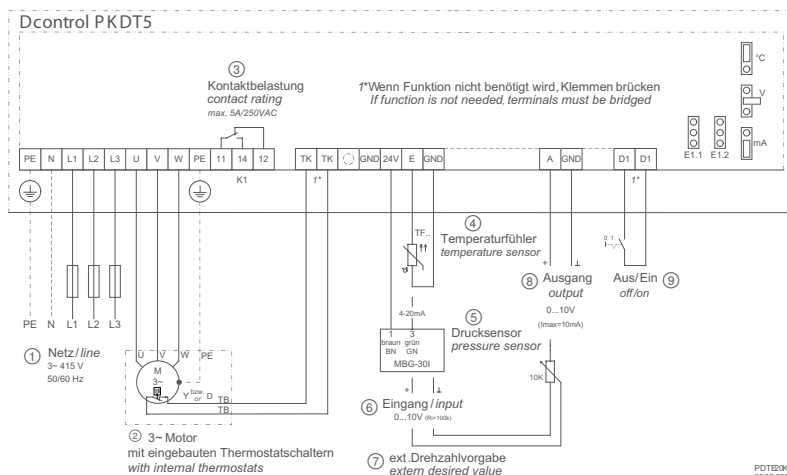 Dcontrol PKDT5
3
Kontaktbelastung
contact rating
max. 5A/250VAC
1*Wenn Funktion nicht benötigt wird, Klemmen brücken
If function is not needed, terminals must be bridged
°C
V
mA
E1.1 E1.2
PE N L1 L2 L3 U V W PE 11 14 12
K1
TK TK GND 24V E GND
1*
A GND
D1 D1
1*
TF..
4
Temperaturfühler
temperature sensor
4-20mA
5
Drucksensor
pressure sensor
1 3
braun grün
BN GN
MBG-30I
+ ⊥
6 Eingang / input
0...10V (Ri>100k)
7 ext. Drehzahlvorgabe
extern desired value
+ ⊥
8 Ausgang
output
0...10V
(Imax=10mA)
10K
0 1
Aus/Ein 9
off/on
PE N L1 L2 L3
1 Netz / line
3~ 415 V
50/60 Hz
U V W PE
M
3~
Y bzw. or D
TB
TB
2 3~ Motor
mit eingebauten Thermostatschaltern
with internal thermostats